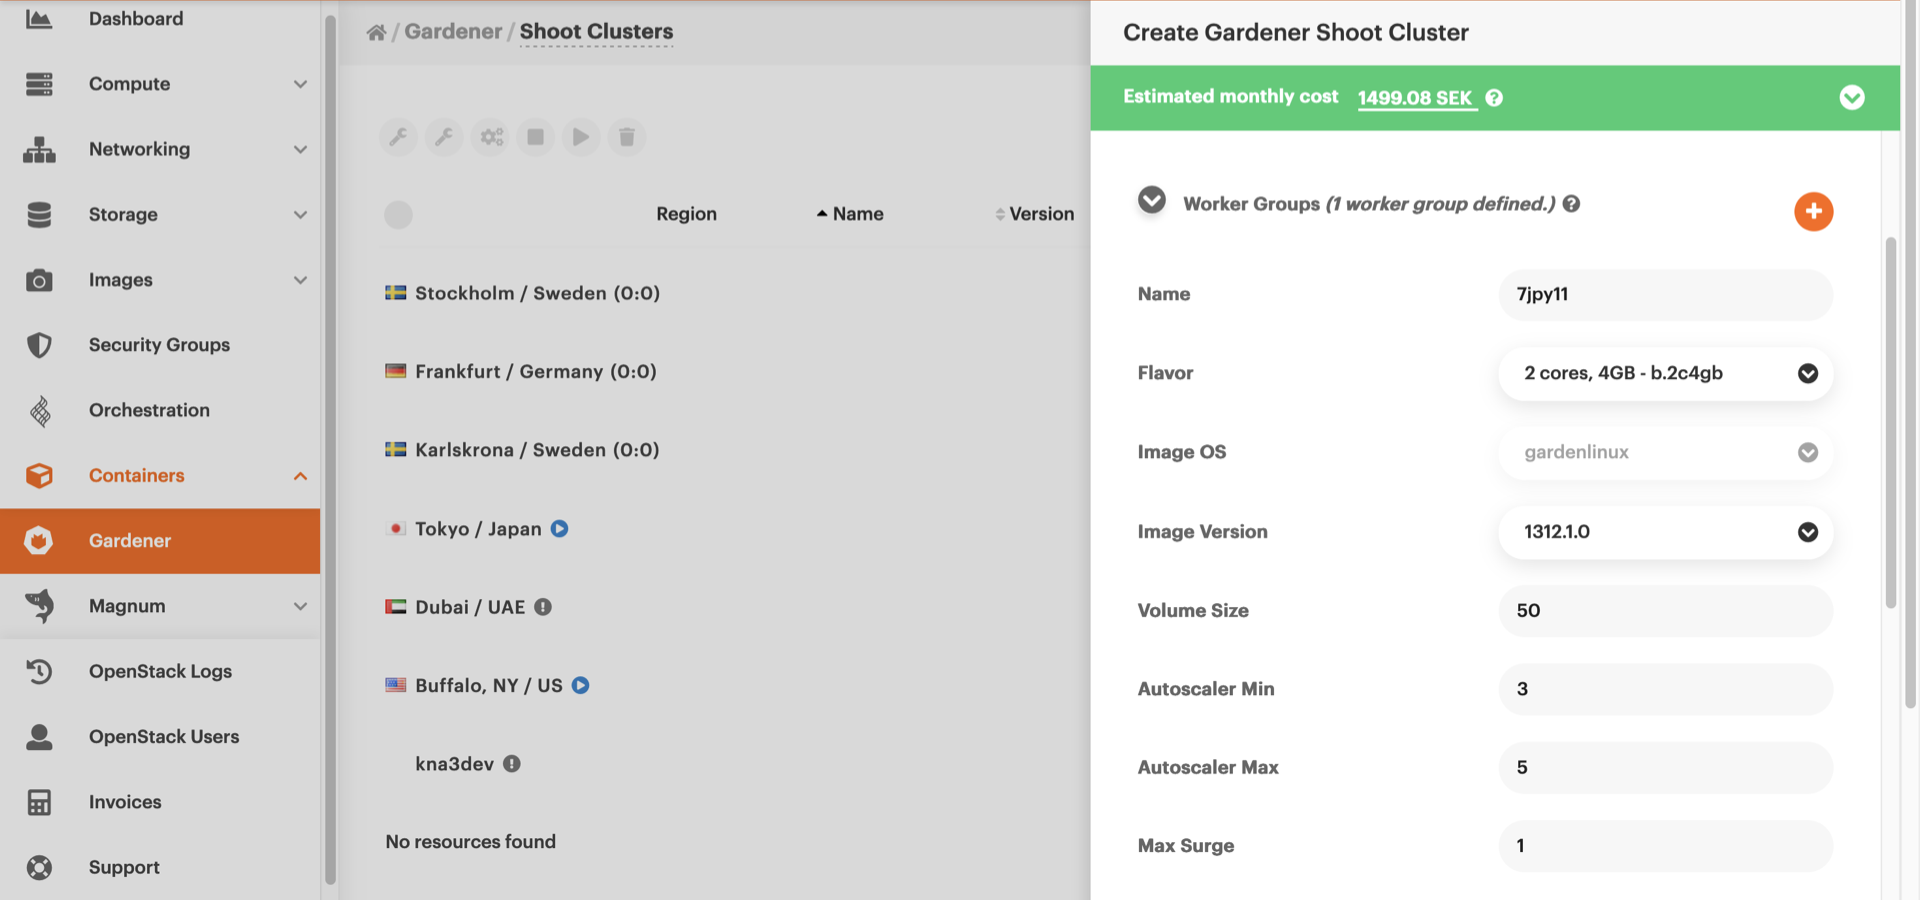 Dashboard
Compute
Networking
Storage
Images
Security Groups
Orchestration
Containers
Gardener
Magnum
OpenStack Logs
OpenStack Users
Invoices
Support
/ Gardener / Shoot Clusters
Region Name Version
Stockholm / Sweden (0:0)
Frankfurt / Germany (0:0)
Karlskrona / Sweden (0:0)
Tokyo / Japan
Dubai / UAE
Buffalo, NY / US
kna3dev
No resources found
Create Gardener Shoot Cluster
Estimated monthly cost 1499.08 SEK ?
Worker Groups (1 worker group defined.) ?
Name 7jpy11
Flavor 2 cores, 4GB - b.2c4gb
Image OS gardenlinux
Image Version 1312.1.0
Volume Size 50
Autoscaler Min 3
Autoscaler Max 5
Max Surge 1